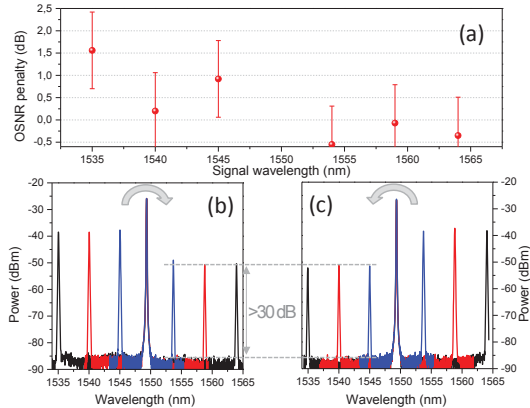 2,5
2,0
1,5
1,0
0,5
0,0
-0,5
OSNR penalty (dB)
(a)
1535 1540 1545 1550 1555 1560 1565
Signal wavelength (nm)
-20
-30
-40
-50
-60
-70
-80
-90
Power (dBm)
(b)
1535 1540 1545 1550 1555 1560 1565
Wavelength (nm)
>30 dB
(c)
1535 1540 1545 1550 1555 1560 1565
Wavelength (nm)
-20
-30
-40
-50
-60
-70
-80
-90
Power (dBm)